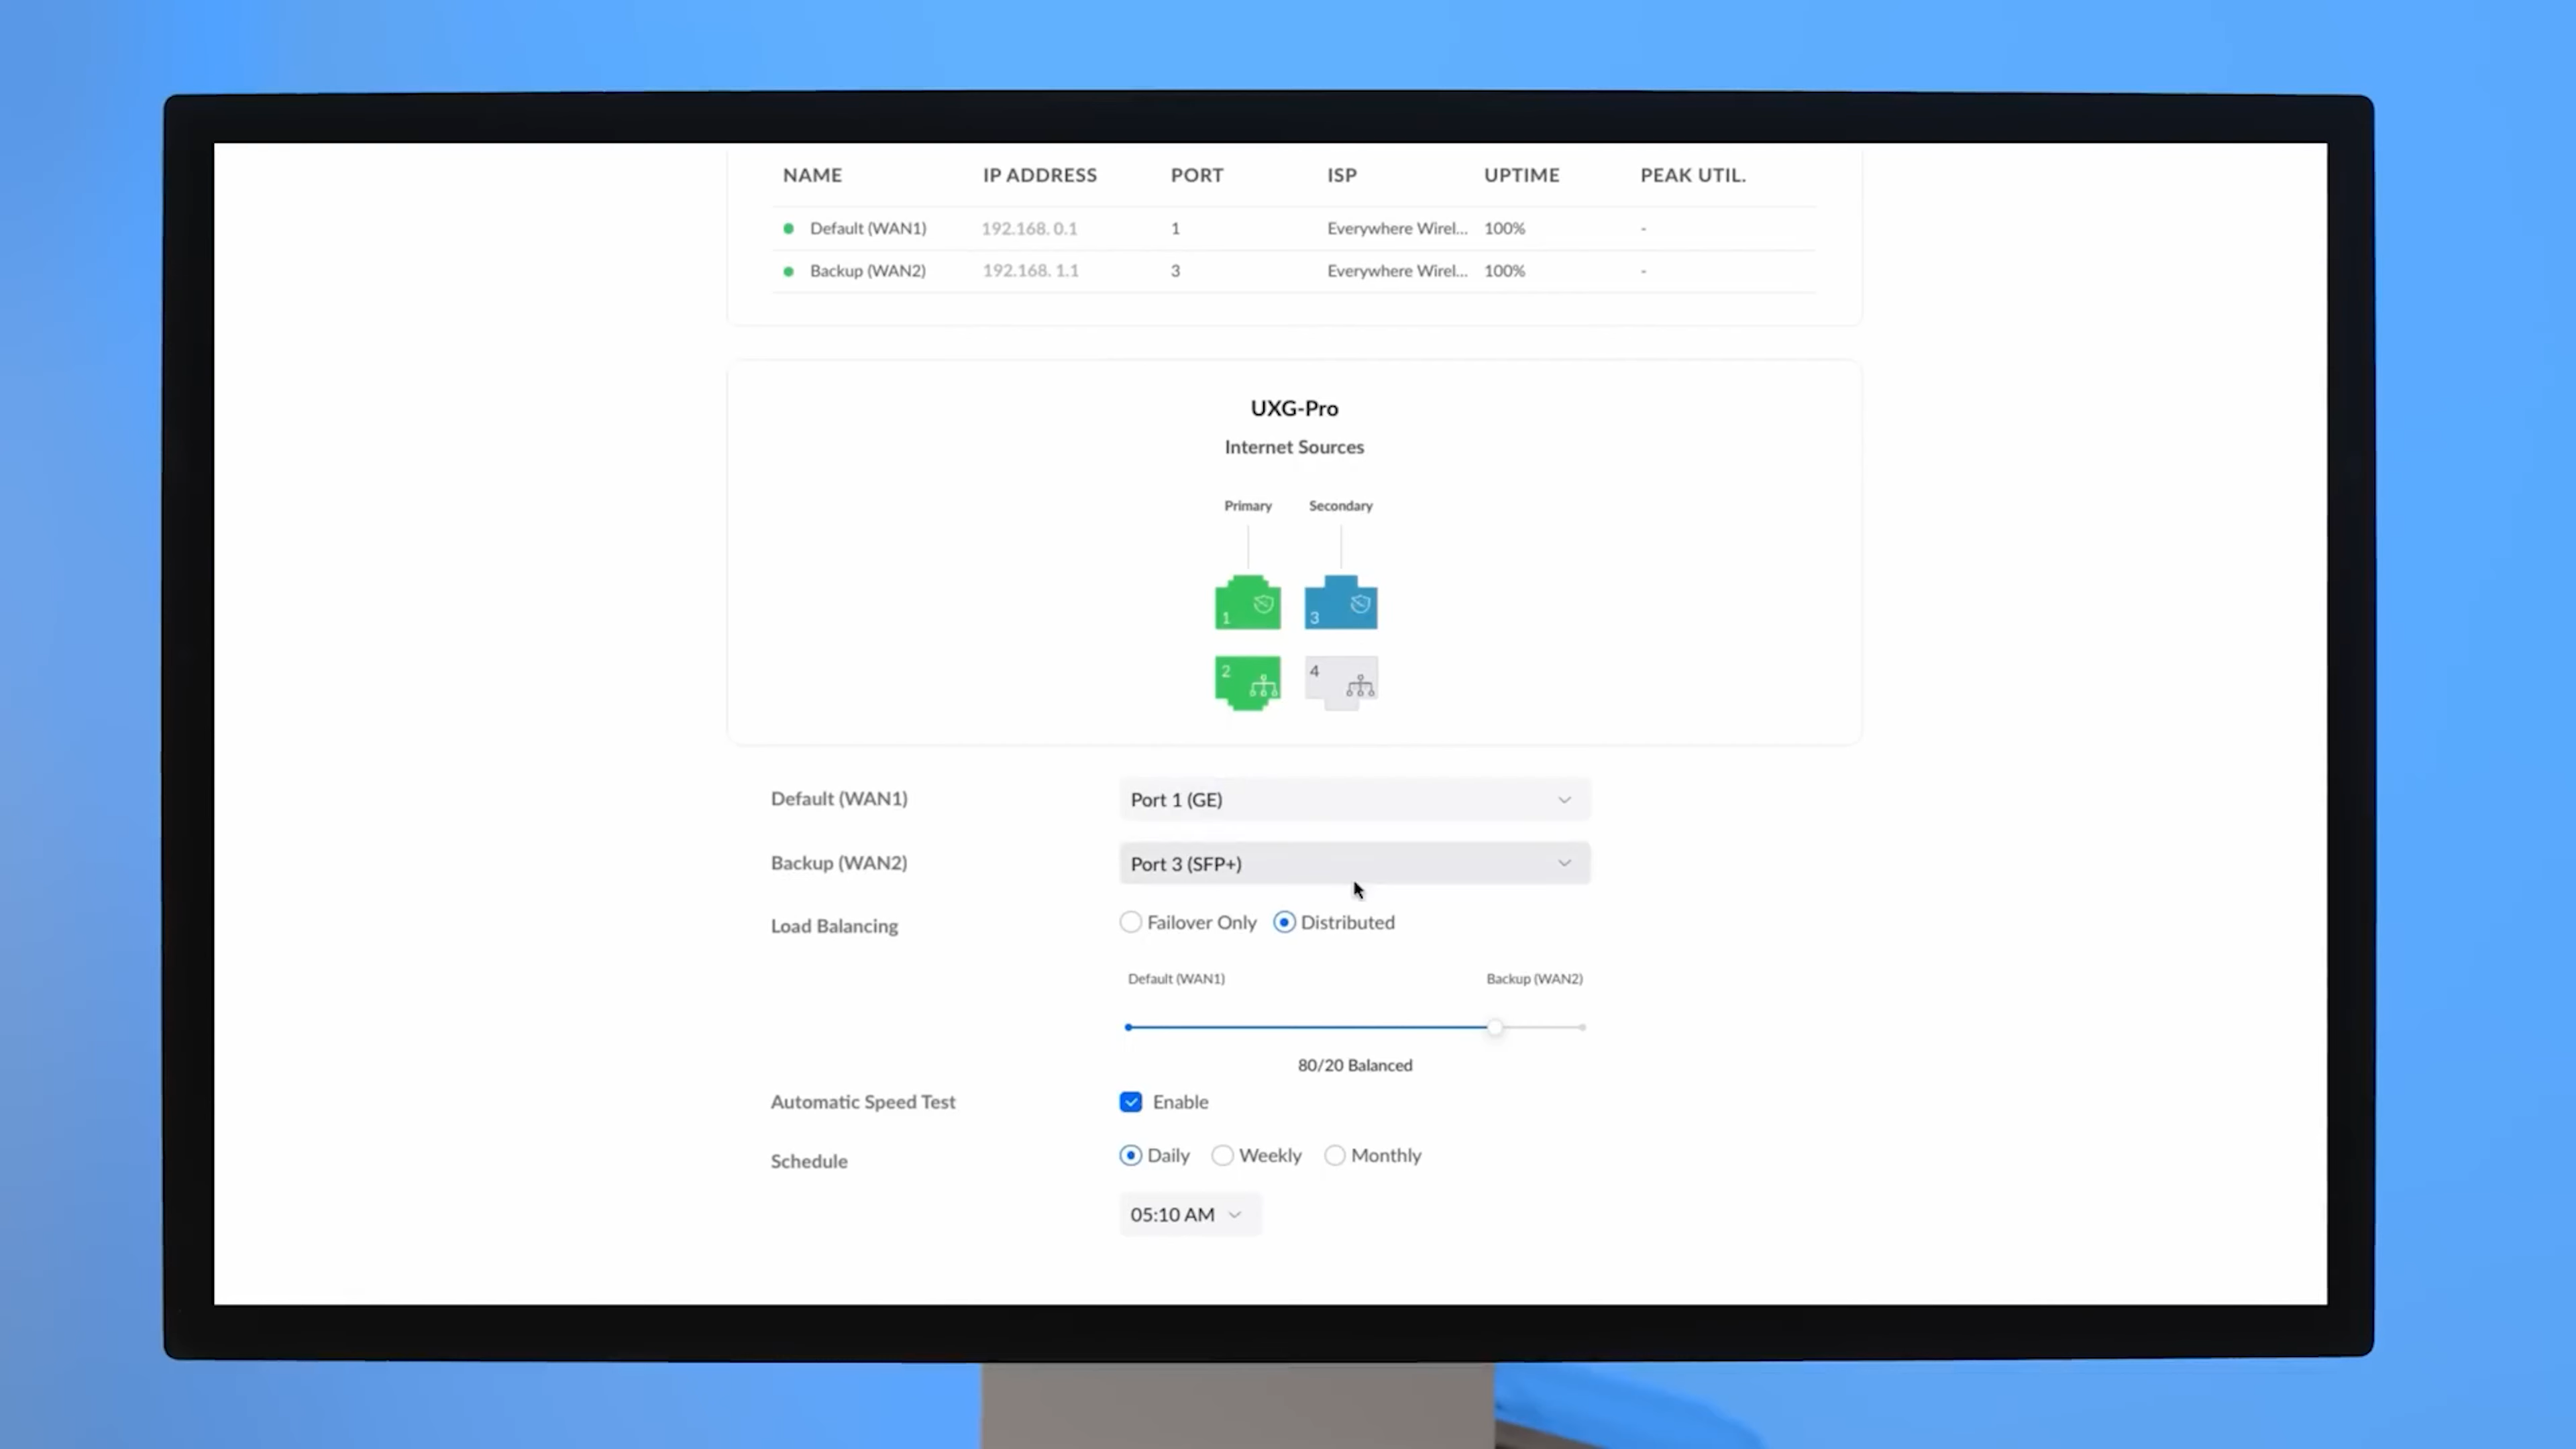 NAME IP ADDRESS PORT ISP UPTIME PEAK UTIL.
Default (WAN1) 192.168. 0.1 1 Everywhere Wirel... 100% -
Backup (WAN2) 192.168. 1.1 3 Everywhere Wirel... 100% -
UXG-Pro
Internet Sources
Primary Secondary
1 3
2 4
Default (WAN1) Port 1 (GE)
Backup (WAN2) Port 3 (SFP+)
Load Balancing Failover Only Distributed
Default (WAN1) Backup (WAN2)
80/20 Balanced
Automatic Speed Test Enable
Schedule Daily Weekly Monthly
05:10 AM